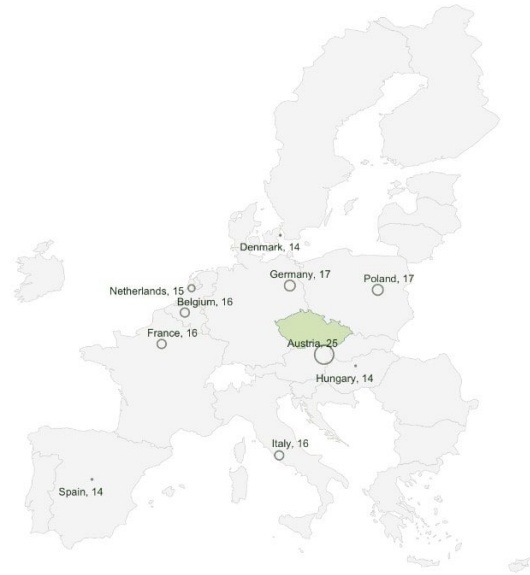 Denmark, 14
Germany, 17
Poland, 17
Netherlands, 15
Belgium, 16
France, 16
Austria, 25
Hungary, 14
Italy, 16
Spain, 14